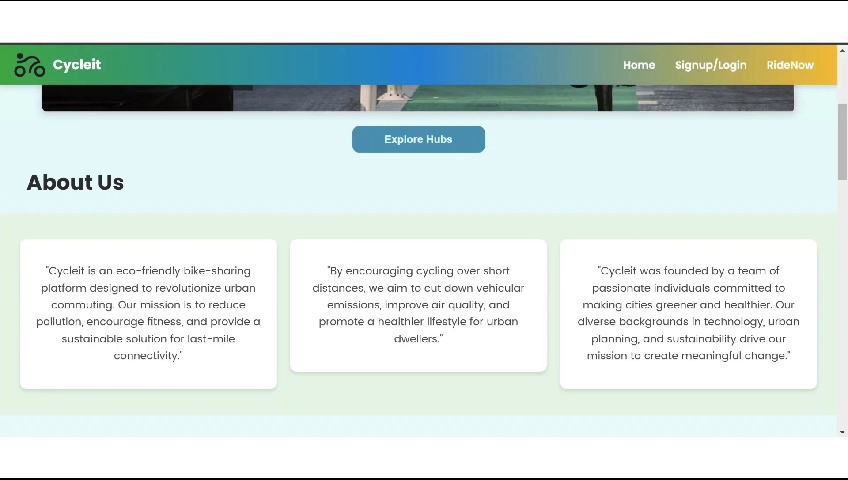 Cycleit
Home
Signup/Login
RideNow
Explore Hubs
About Us
"Cycleit is an eco-friendly bike-sharing
platform designed to revolutionize urban
commuting. Our mission is to reduce
pollution, encourage fitness, and provide a
sustainable solution for last-mile
connectivity."
"By encouraging cycling over short
distances, we aim to cut down vehicular
emissions, improve air quality, and
promote a healthier lifestyle for urban
dwellers."
"Cycleit was founded by a team of
passionate individuals committed to
making cities greener and healthier. Our
diverse backgrounds in technology, urban
planning, and sustainability drive our
mission to create meaningful change."